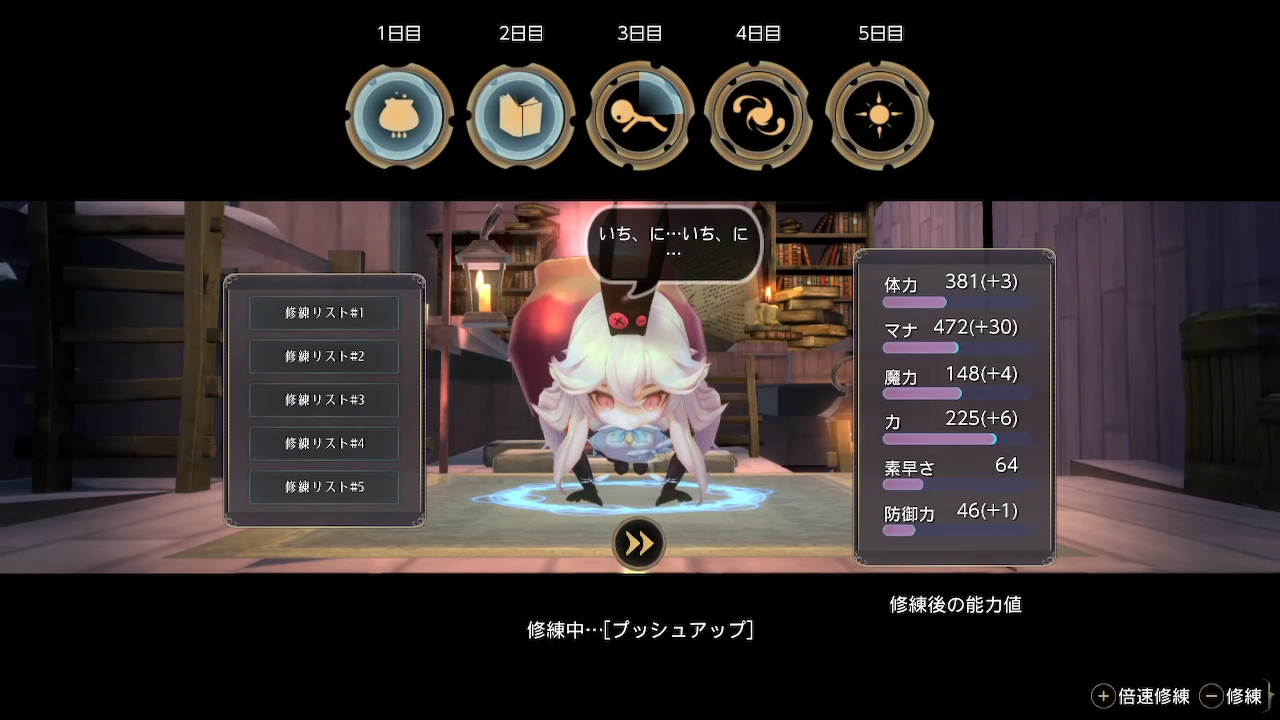 1日目
2日目
3日目
4日目
5日目
いち、に…いち、に
…
修練リスト#1
修練リスト#2
修練リスト#3
修練リスト#4
修練リスト#5
体力 381(+3)
マナ 472(+30)
魔力 148(+4)
力 225(+6)
素早さ 64
防御力 46(+1)
修練後の能力値
修練中…[プッシュアップ]
+倍速修練 −修練